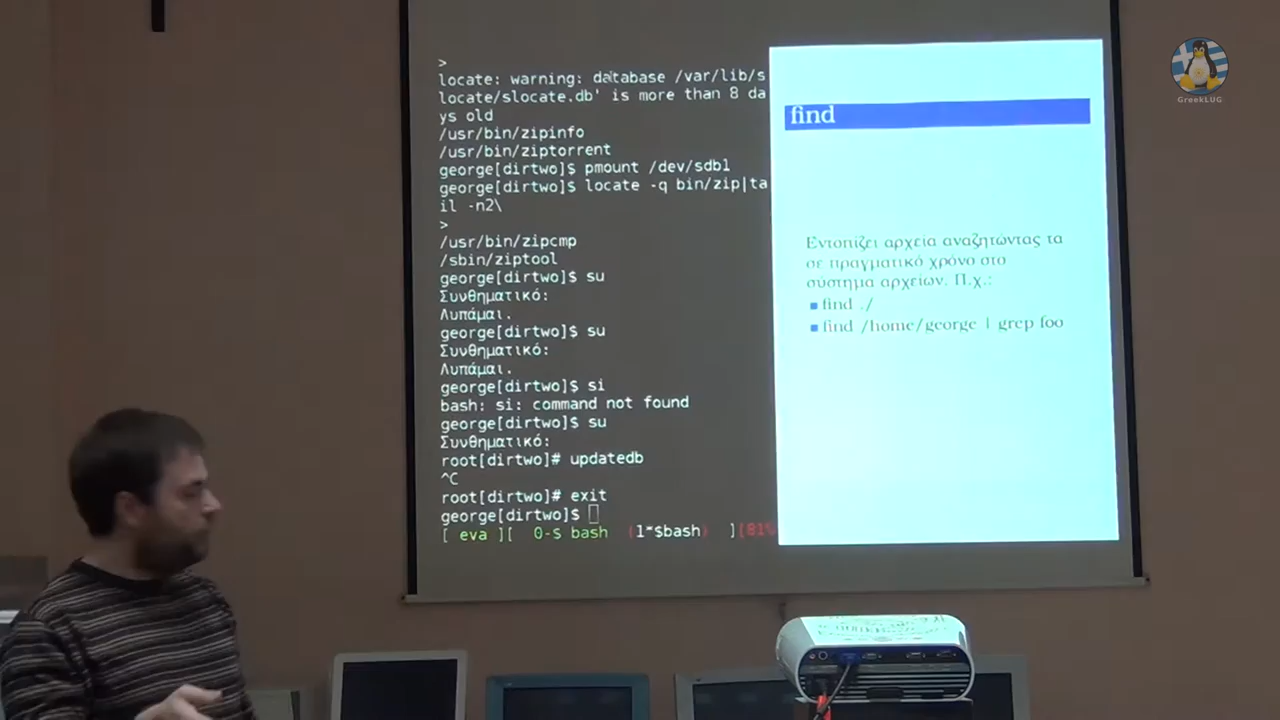 >
locate: warning: database /var/lib/s
locate/slocate.db' is more than 8 da
ys old
/usr/bin/zipinfo
/usr/bin/ziptorrent
george[dirtwo]$ pmount /dev/sdb1
george[dirtwo]$ locate -q bin/zip|ta
il -n2\
>
/usr/bin/zipcmp
/sbin/ziptool
george[dirtwo]$ su
Συνθηματικό:
Λυπάμαι.
george[dirtwo]$ su
Συνθηματικό:
Λυπάμαι.
george[dirtwo]$ si
bash: si: command not found
george[dirtwo]$ su
Συνθηματικό:
root[dirtwo]# updatedb
^C
root[dirtwo]# exit
george[dirtwo]$
[ eva ][ 0-$ bash (1*$bash) ][81%
find
Εντοπίζει αρχεία αναζητώντας τα
σε πραγματικό χρόνο στο
σύστημα αρχείων. Π.χ.:
find ./
find /home/george | grep foo
GreekLUG